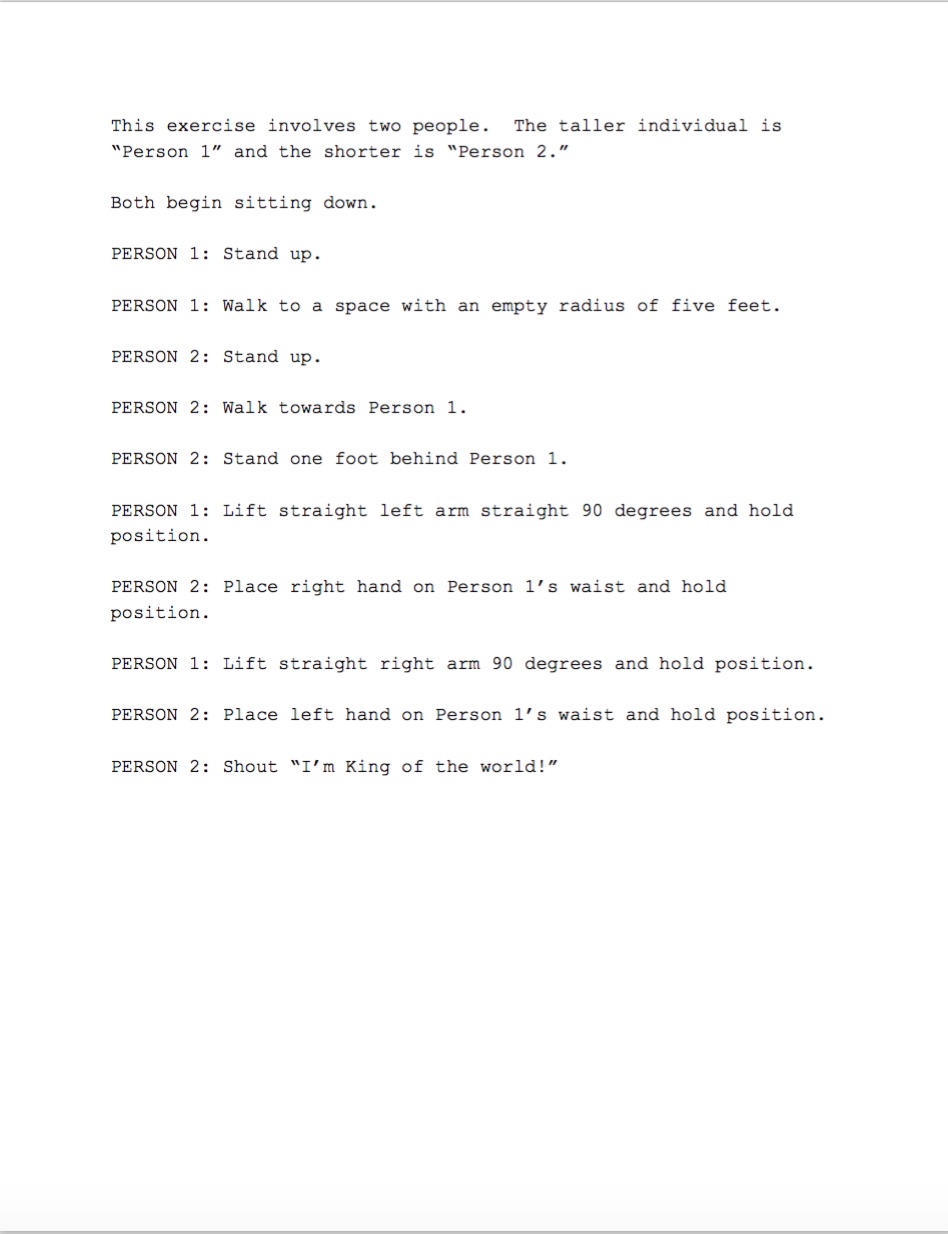 This exercise involves two people.  The taller individual is
“Person 1” and the shorter is “Person 2.”
Both begin sitting down.
PERSON 1: Stand up.
PERSON 1: Walk to a space with an empty radius of five feet.
PERSON 2: Stand up.
PERSON 2: Walk towards Person 1.
PERSON 2: Stand one foot behind Person 1.
PERSON 1: Lift straight left arm straight 90 degrees and hold
position.
PERSON 2: Place right hand on Person 1’s waist and hold
position.
PERSON 1: Lift straight right arm 90 degrees and hold position.
PERSON 2: Place left hand on Person 1’s waist and hold position.
PERSON 2: Shout “I’m King of the world!”